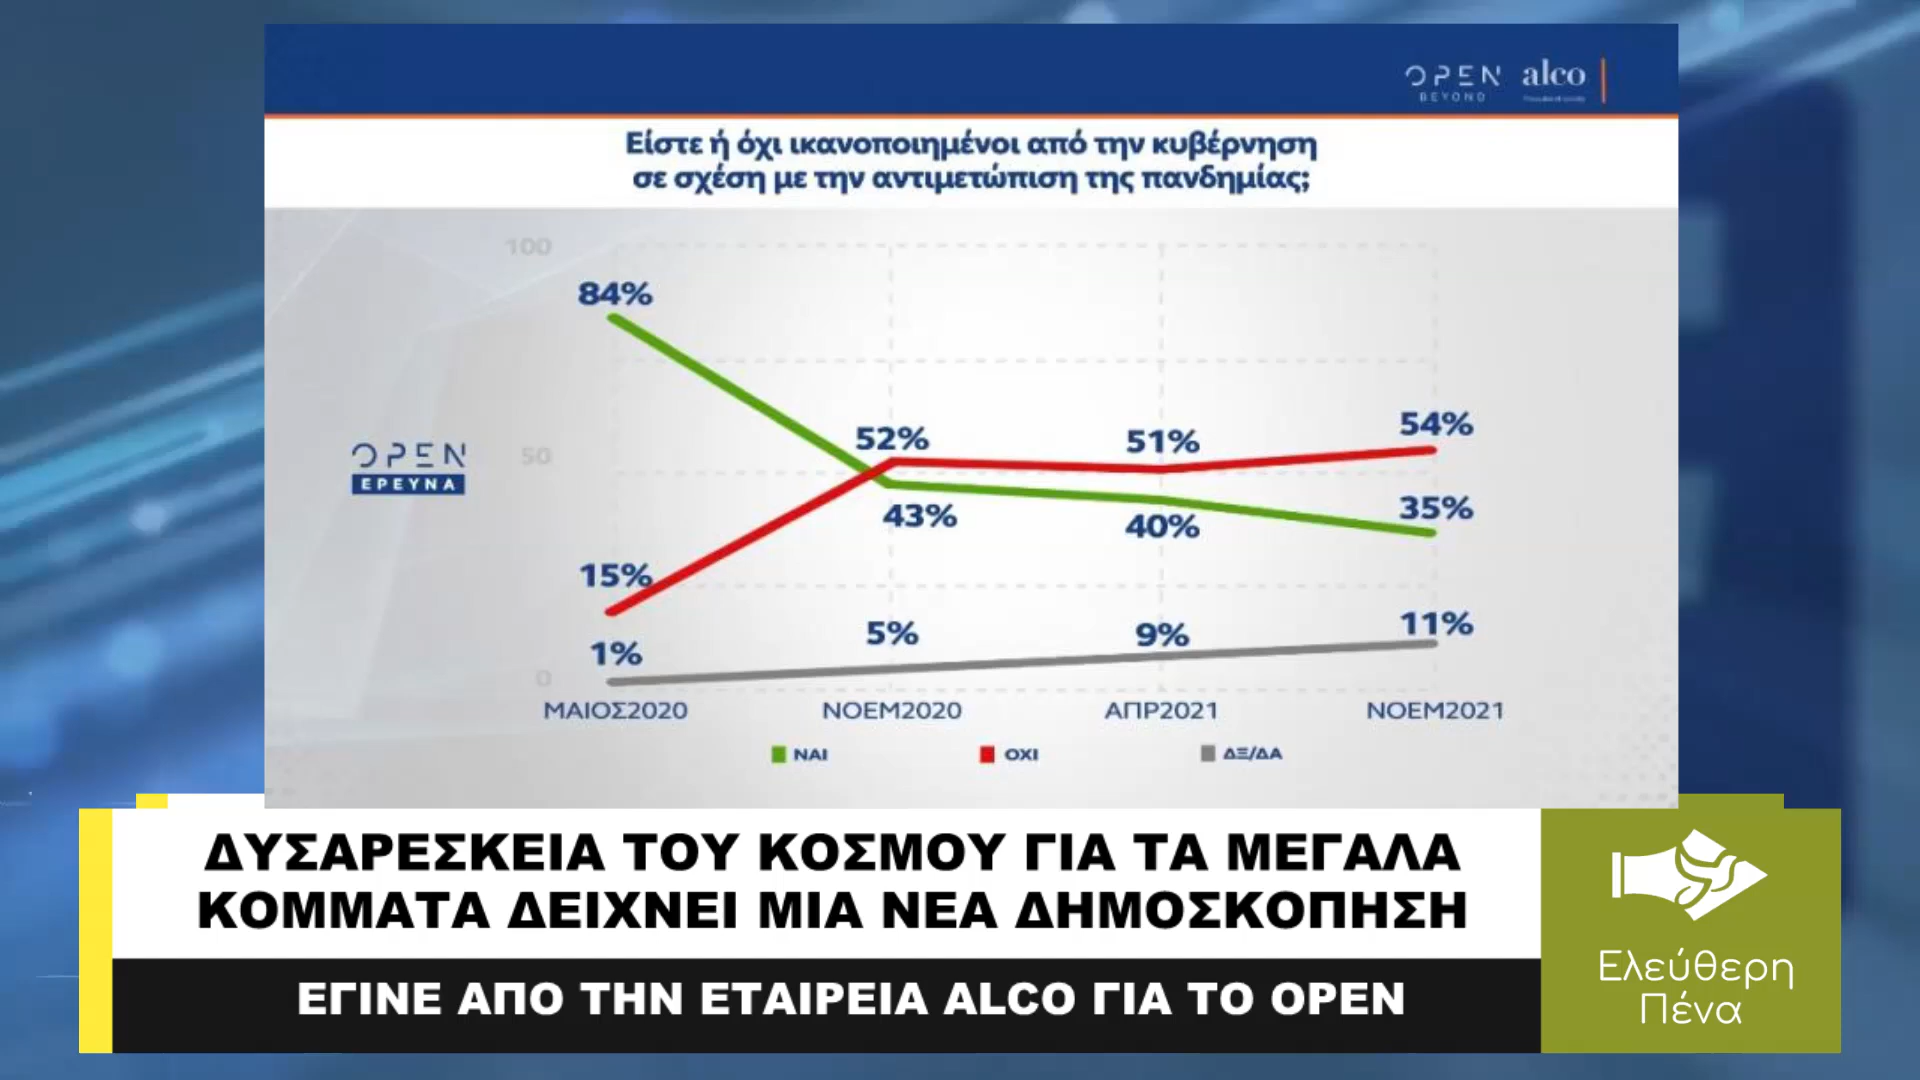 OPEN
BEYOND
alco
Είστε ή όχι ικανοποιημένοι από την κυβέρνηση
σε σχέση με την αντιμετώπιση της πανδημίας;
100
84%
52%
51%
54%
50
OPEN
ΕΡΕΥΝΑ
43%
40%
35%
15%
1%
5%
9%
11%
0
ΜΑΙΟΣ2020
ΝΟΕΜ2020
ΑΠΡ2021
ΝΟΕΜ2021
ΝΑΙ
ΟΧΙ
ΔΞ/ΔΑ
ΔΥΣΑΡΕΣΚΕΙΑ ΤΟΥ ΚΟΣΜΟΥ ΓΙΑ ΤΑ ΜΕΓΑΛΑ
ΚΟΜΜΑΤΑ ΔΕΙΧΝΕΙ ΜΙΑ ΝΕΑ ΔΗΜΟΣΚΟΠΗΣΗ
ΕΓΙΝΕ ΑΠΟ ΤΗΝ ΕΤΑΙΡΕΙΑ ALCO ΓΙΑ ΤΟ OPEN
Ελεύθερη
Πένα